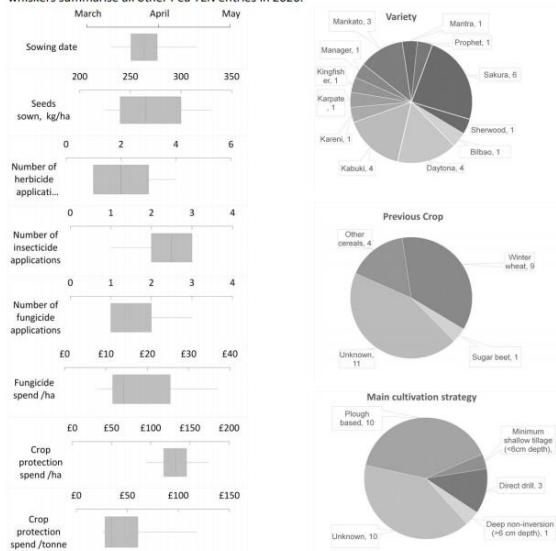 whiskers summarise all other Pea YEN entries in 2020.
March April May
Sowing date
200 250 300 350
Seeds
sown, kg/ha
0 2 4 6
Number of
herbicide
applicati...
0 1 2 3 4
Number of
insecticide
applications
0 1 2 3 4
Number of
fungicide
applications
£0 £10 £20 £30 £40
Fungicide
spend /ha
£0 £50 £100 £150 £200
Crop
protection
spend /ha
£0 £50 £100 £150
Crop
protection
spend /tonne
Variety
Mankato, 3
Mantra, 1
Prophet, 1
Manager, 1
Kingfish
er, 1
Sakura, 6
Karpate
, 1
Kareni, 1
Sherwood, 1
Bilbao, 1
Kabuki, 4
Daytona, 4
Previous Crop
Other
cereals, 4
Winter
wheat, 9
Unknown,
11
Sugar beet, 1
Main cultivation strategy
Plough
based, 10
Minimum
shallow tillage
(<6cm depth),
Direct drill, 3
Unknown, 10
Deep non-inversion
(>6 cm depth), 1